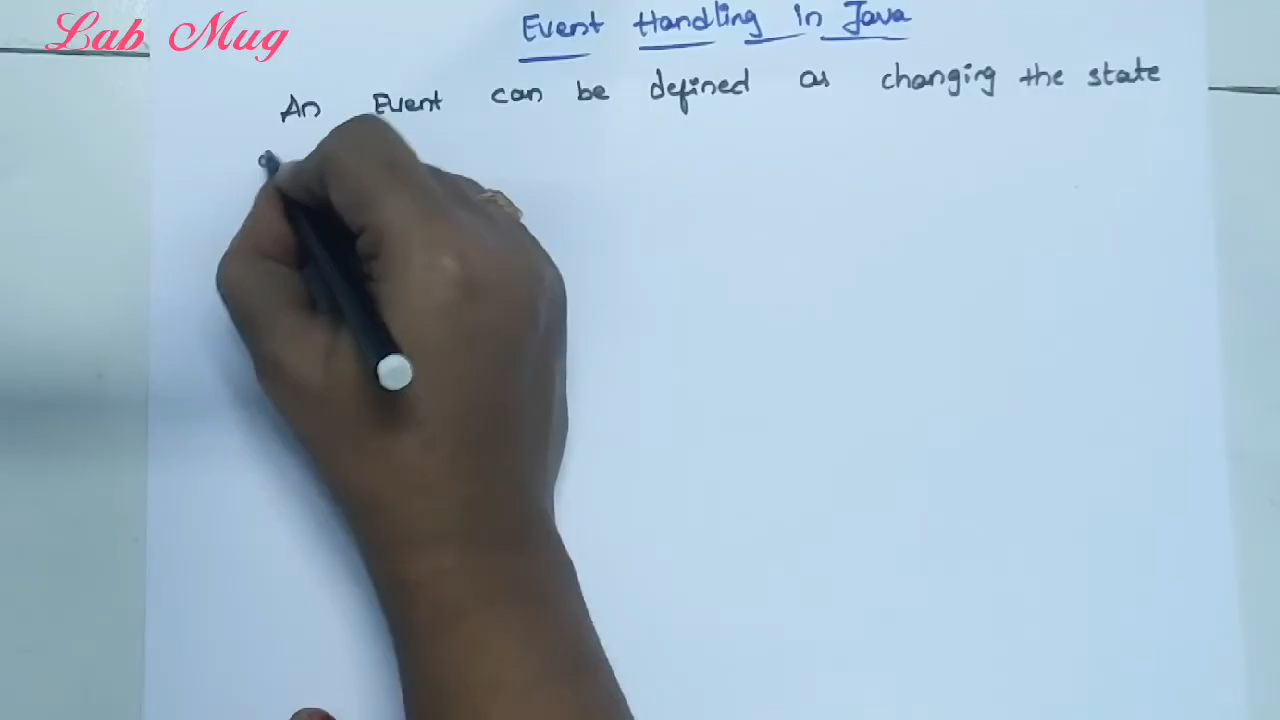 Lab Mug
Event Handling in Java
An Event can be defined as changing the state